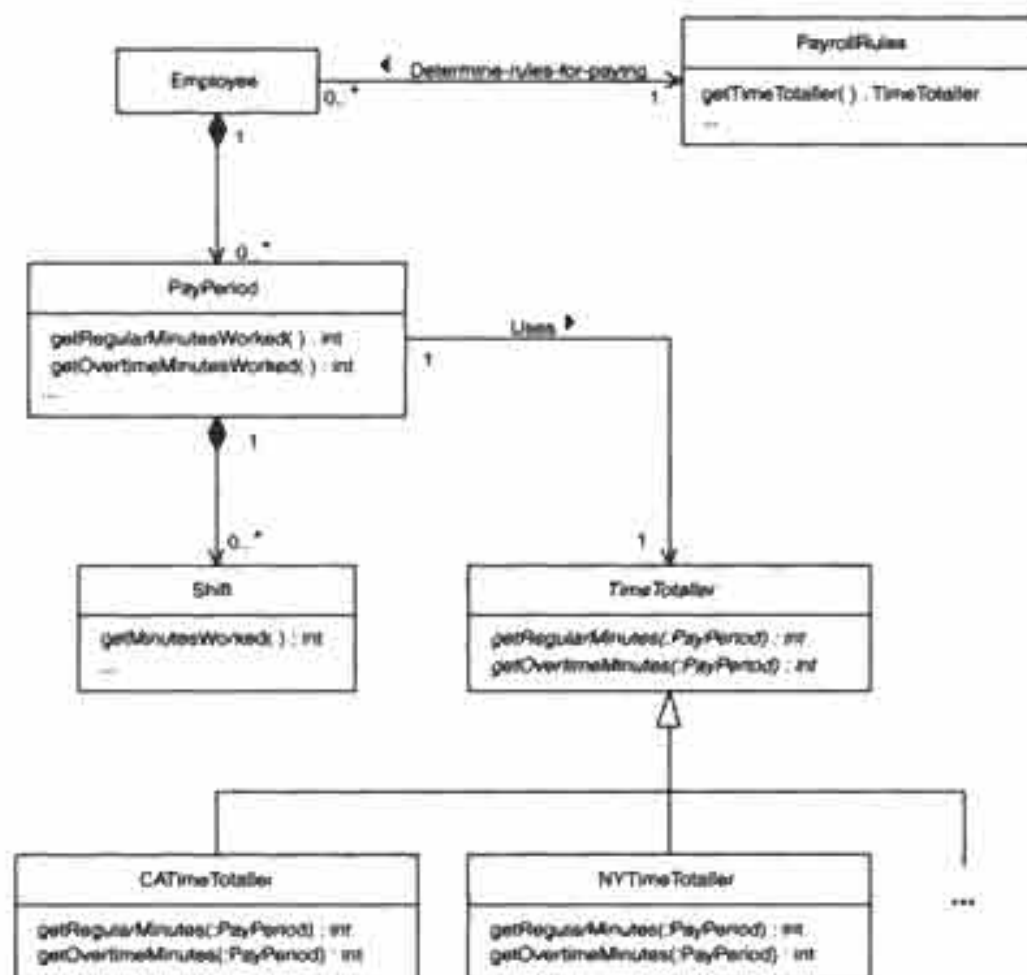 PayrollRules
Employee
Determine-rules-for-paying
0..*
1
getTimeTotaller( ) : TimeTotaller
...
1
0..*
PayPeriod
getRegularMinutesWorked( ) : int
getOvertimeMinutesWorked( ) : int
...
Uses
1
1
0..*
1
Shift
getMinutesWorked( ) : int
...
TimeTotaller
getRegularMinutes(:PayPeriod) : int
getOvertimeMinutes(:PayPeriod) : int
CATimeTotaller
getRegularMinutes(:PayPeriod) : int
getOvertimeMinutes(:PayPeriod) : int
NYTimeTotaller
getRegularMinutes(:PayPeriod) : int
getOvertimeMinutes(:PayPeriod) : int
...